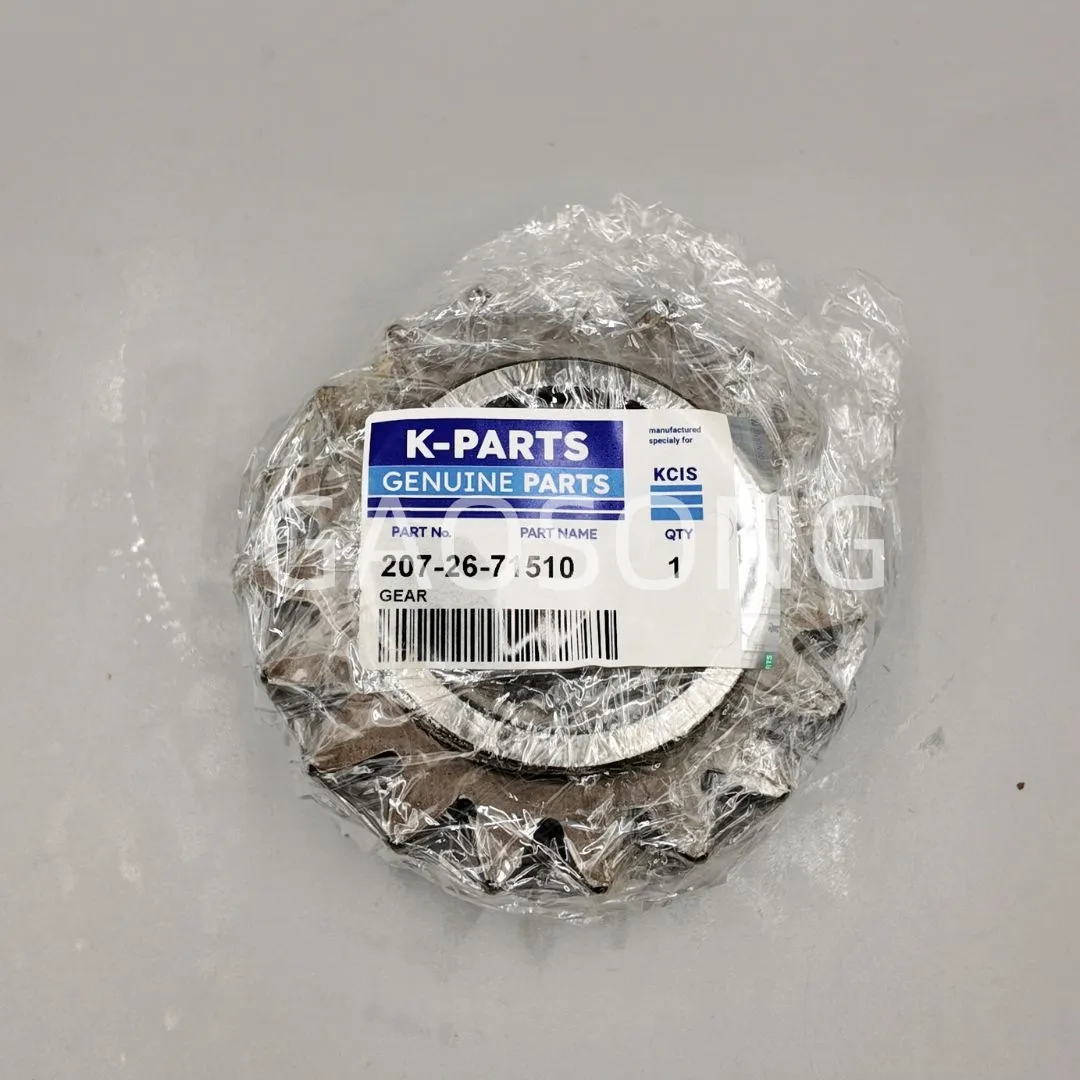 K-PARTS
GENUINE PARTS
manufactured
specialy for
KCIS
PART No. PART NAME QTY
207-26-71510 1
GEAR
GAOSONG